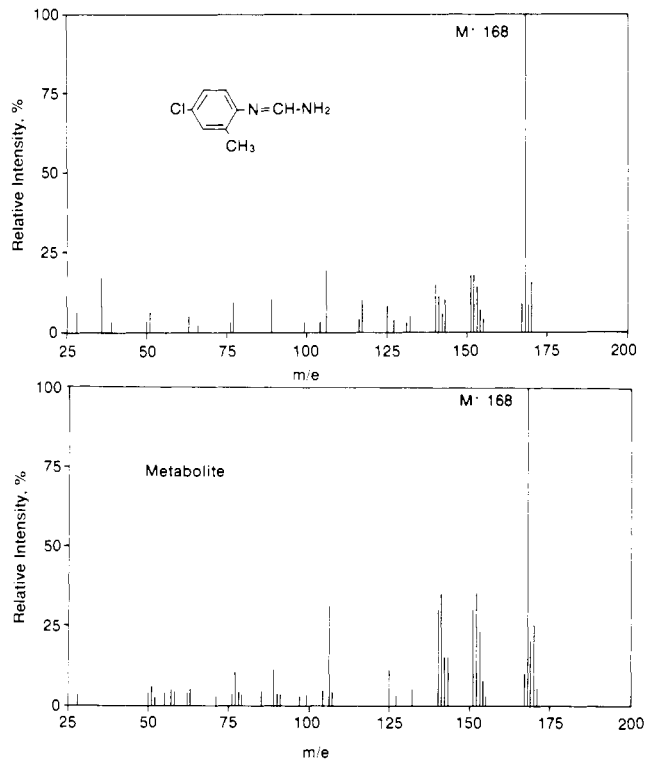 M· 168
100
75
50
25
0
Relative Intensity, %
Cl
N=CH-NH₂
CH₃
25 50 75 100 125 150 175 200
m/e
M· 168
100
75
50
25
0
Relative Intensity, %
Metabolite
25 50 75 100 125 150 175 200
m/e